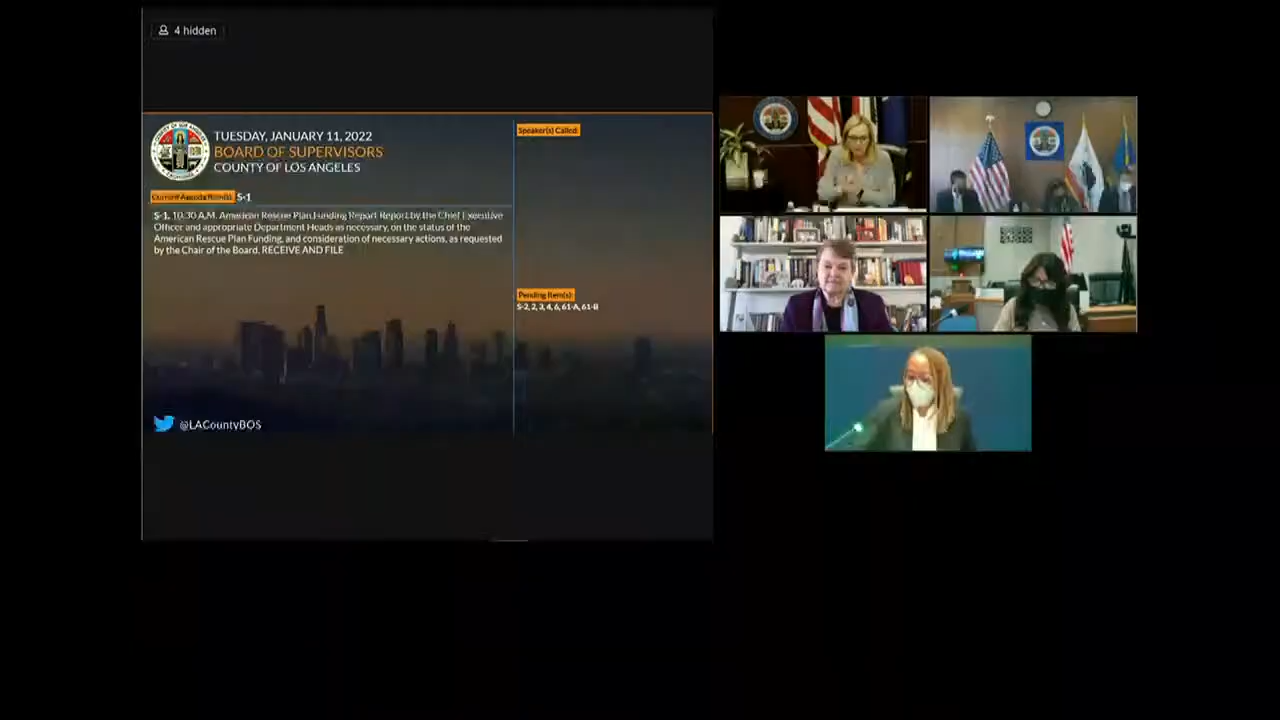 4 hidden
TUESDAY, JANUARY 11, 2022
BOARD OF SUPERVISORS
COUNTY OF LOS ANGELES
Current Agenda Item(s): S-1
S-1. 10:30 A.M. American Rescue Plan Funding Report Report by the Chief Executive
Officer and appropriate Department Heads as necessary, on the status of the
American Rescue Plan Funding, and consideration of necessary actions, as requested
by the Chair of the Board. RECEIVE AND FILE
@LACountyBOS
Speaker(s) Called:
Pending Item(s):
S-2, 2, 3, 4, 6, 61-A, 61-B